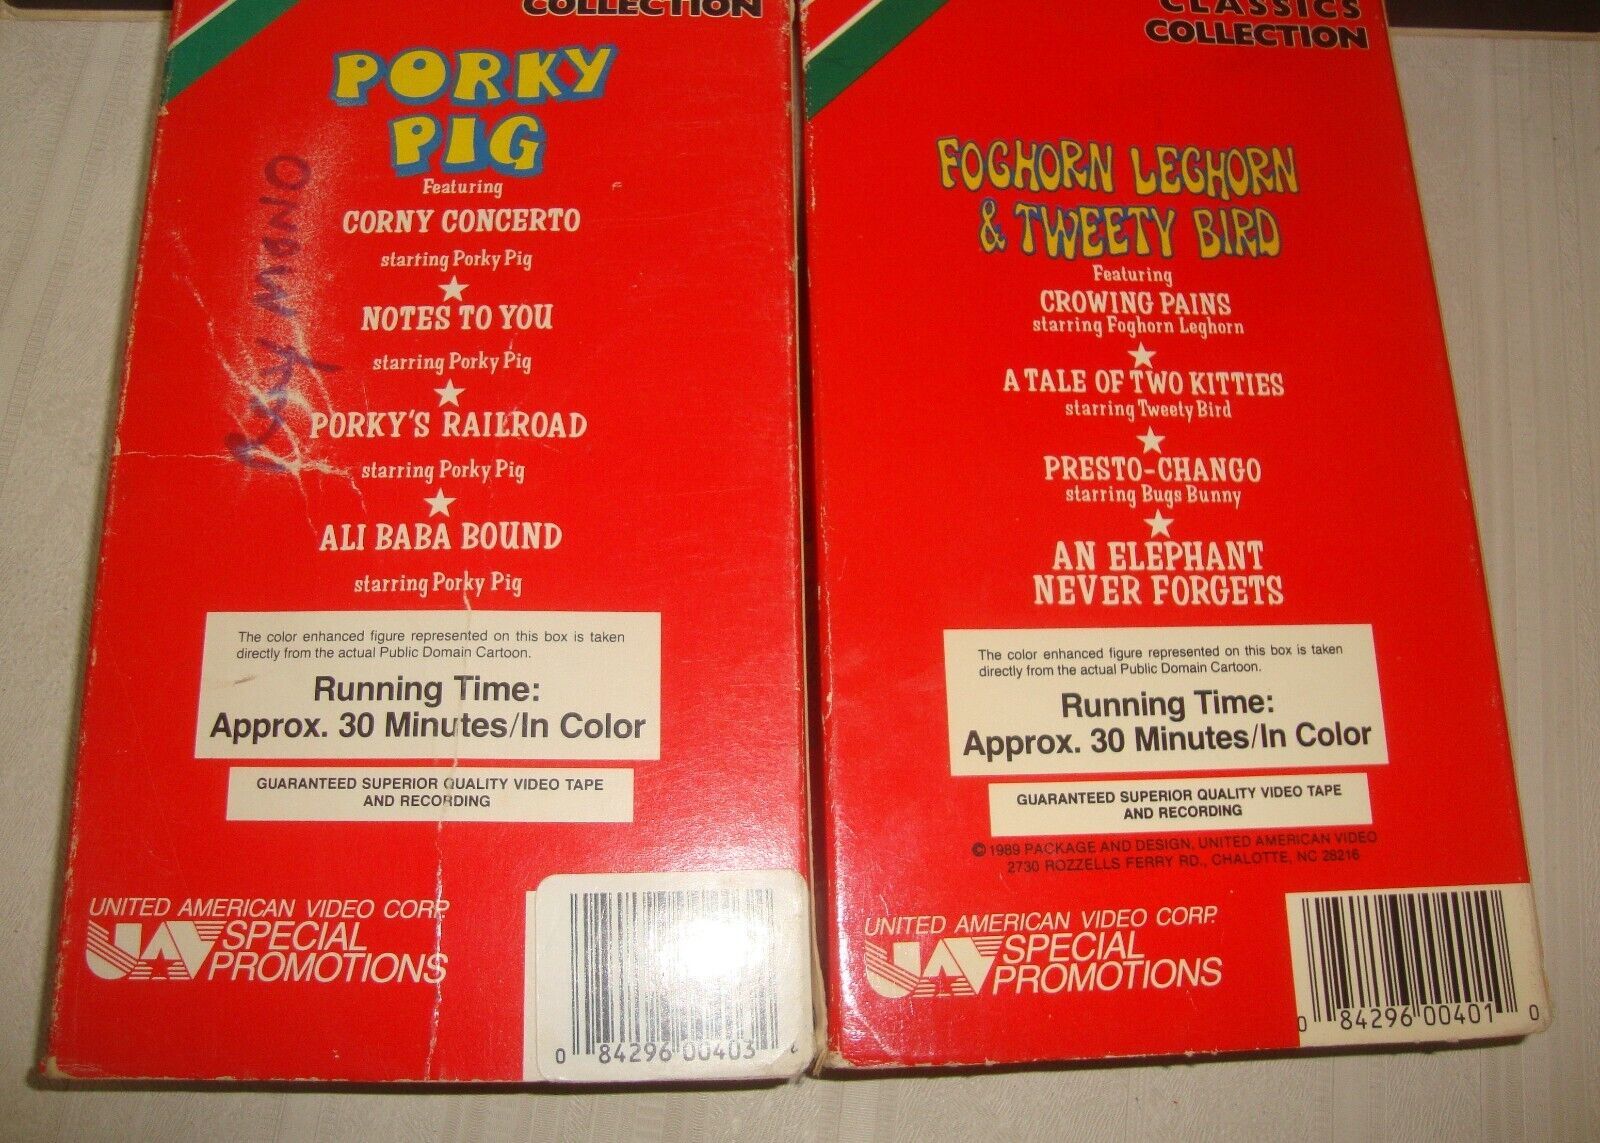 COLLECTION
PORKY
PIG
Featuring
CORNY CONCERTO
starring Porky Pig
NOTES TO YOU
starring Porky Pig
PORKY'S RAILROAD
starring Porky Pig
ALI BABA BOUND
starring Porky Pig
The color enhanced figure represented on this box is taken
directly from the actual Public Domain Cartoon.
Running Time:
Approx. 30 Minutes/In Color
GUARANTEED SUPERIOR QUALITY VIDEO TAPE
AND RECORDING
UNITED AMERICAN VIDEO CORP.
UAV SPECIAL
PROMOTIONS
0 84296 00403
CLASSICS
COLLECTION
FOGHORN LEGHORN
& TWEETY BIRD
Featuring
CROWING PAINS
starring Foghorn Leghorn
A TALE OF TWO KITTIES
starring Tweety Bird
PRESTO-CHANGO
starring Bugs Bunny
AN ELEPHANT
NEVER FORGETS
The color enhanced figure represented on this box is taken
directly from the actual Public Domain Cartoon.
Running Time:
Approx. 30 Minutes/In Color
GUARANTEED SUPERIOR QUALITY VIDEO TAPE
AND RECORDING
© 1989 PACKAGE AND DESIGN, UNITED AMERICAN VIDEO
2730 ROZZELLS FERRY RD., CHALOTTE, NC 28216
UNITED AMERICAN VIDEO CORP.
UAV SPECIAL
PROMOTIONS
0 84296 00401 0